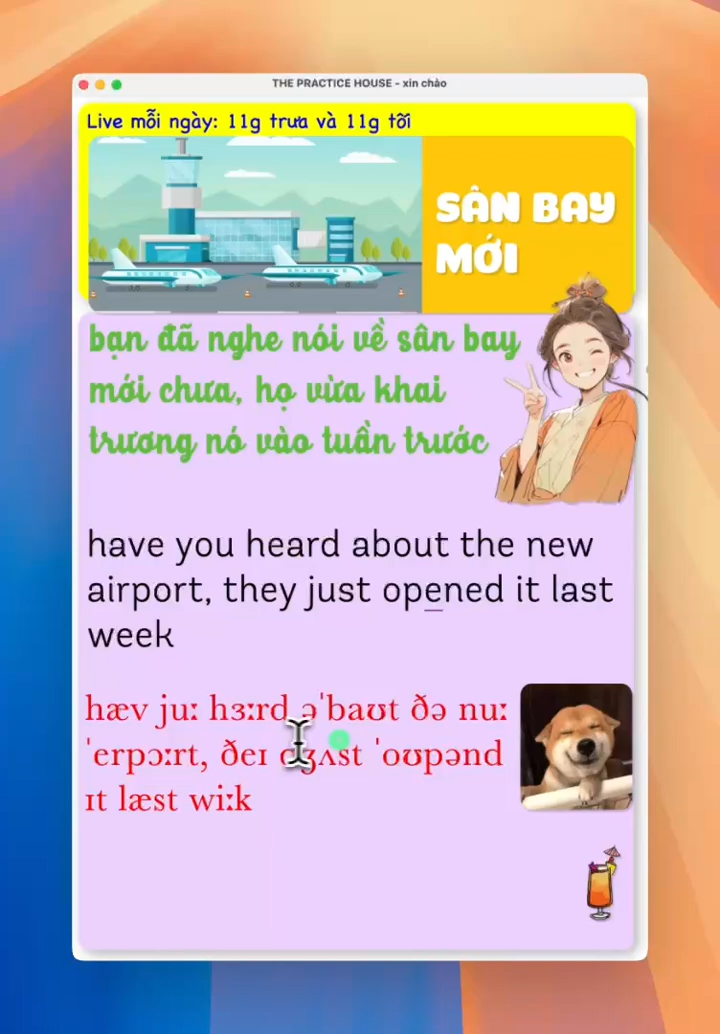 THE PRACTICE HOUSE - xin chào
Live mỗi ngày: 11g trưa và 11g tối
SÂN BAY
MỚI
bạn đã nghe nói về sân bay
mới chưa, họ vừa khai
trương nó vào tuần trước
have you heard about the new
airport, they just opened it last
week
hæv juː hɜːrd əˈbaʊt ðə nuː
ˈerpɔːrt, ðeɪ dʒʌst ˈoʊpənd
ɪt læst wiːk